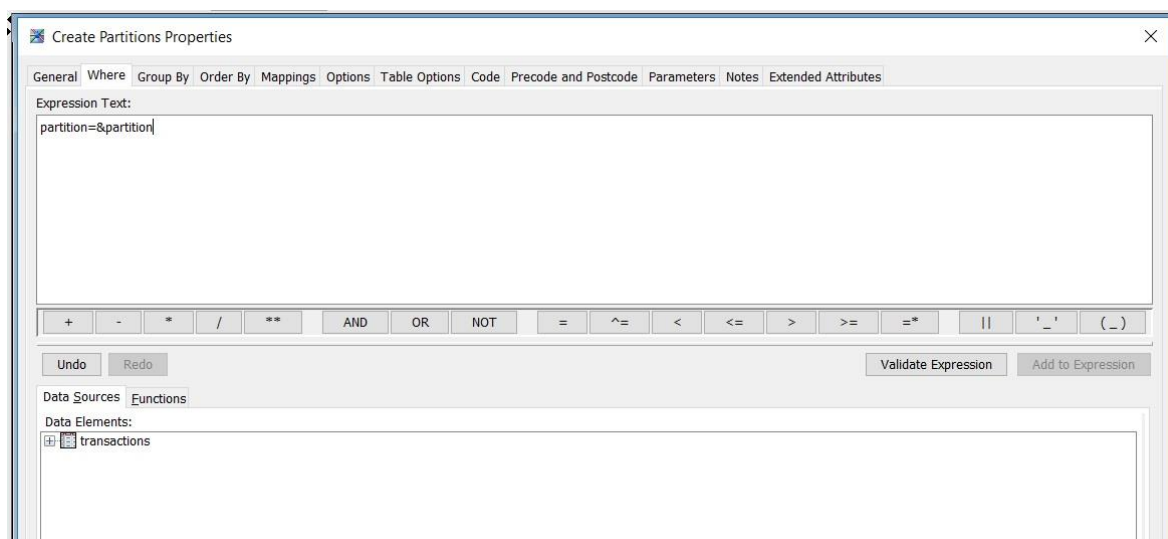 Create Partitions Properties
General Where Group By Order By Mappings Options Table Options Code Precode and Postcode Parameters Notes Extended Attributes
Expression Text:
partition=&partition
+ - * / ** AND OR NOT = ^= < <= > >= =* || '_' (_)
Undo Redo Validate Expression Add to Expression
Data Sources Functions
Data Elements:
transactions